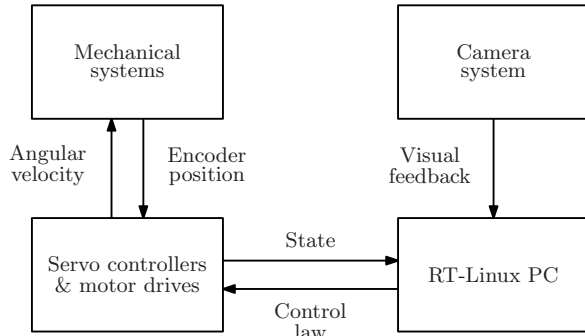 Mechanical
systems
Camera
system
Angular
velocity
Encoder
position
Visual
feedback
Servo controllers
& motor drives
State
RT-Linux PC
Control
law